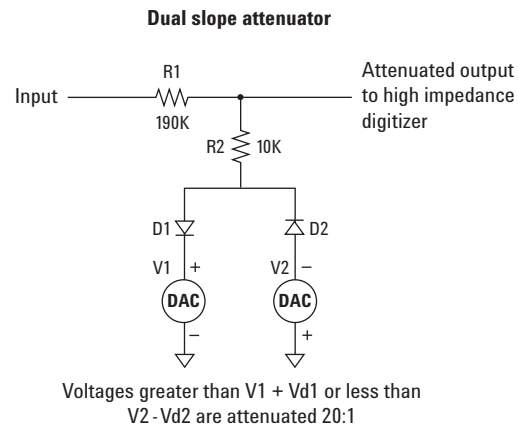 Dual slope attenuator
R1
Attenuated output
Input
to high impedance
digitizer
190K
R2
10K
D1
D2
V1
+
V2
–
DAC
DAC
–
+
Voltages greater than V1 + Vd1 or less than
V2 - Vd2 are attenuated 20:1